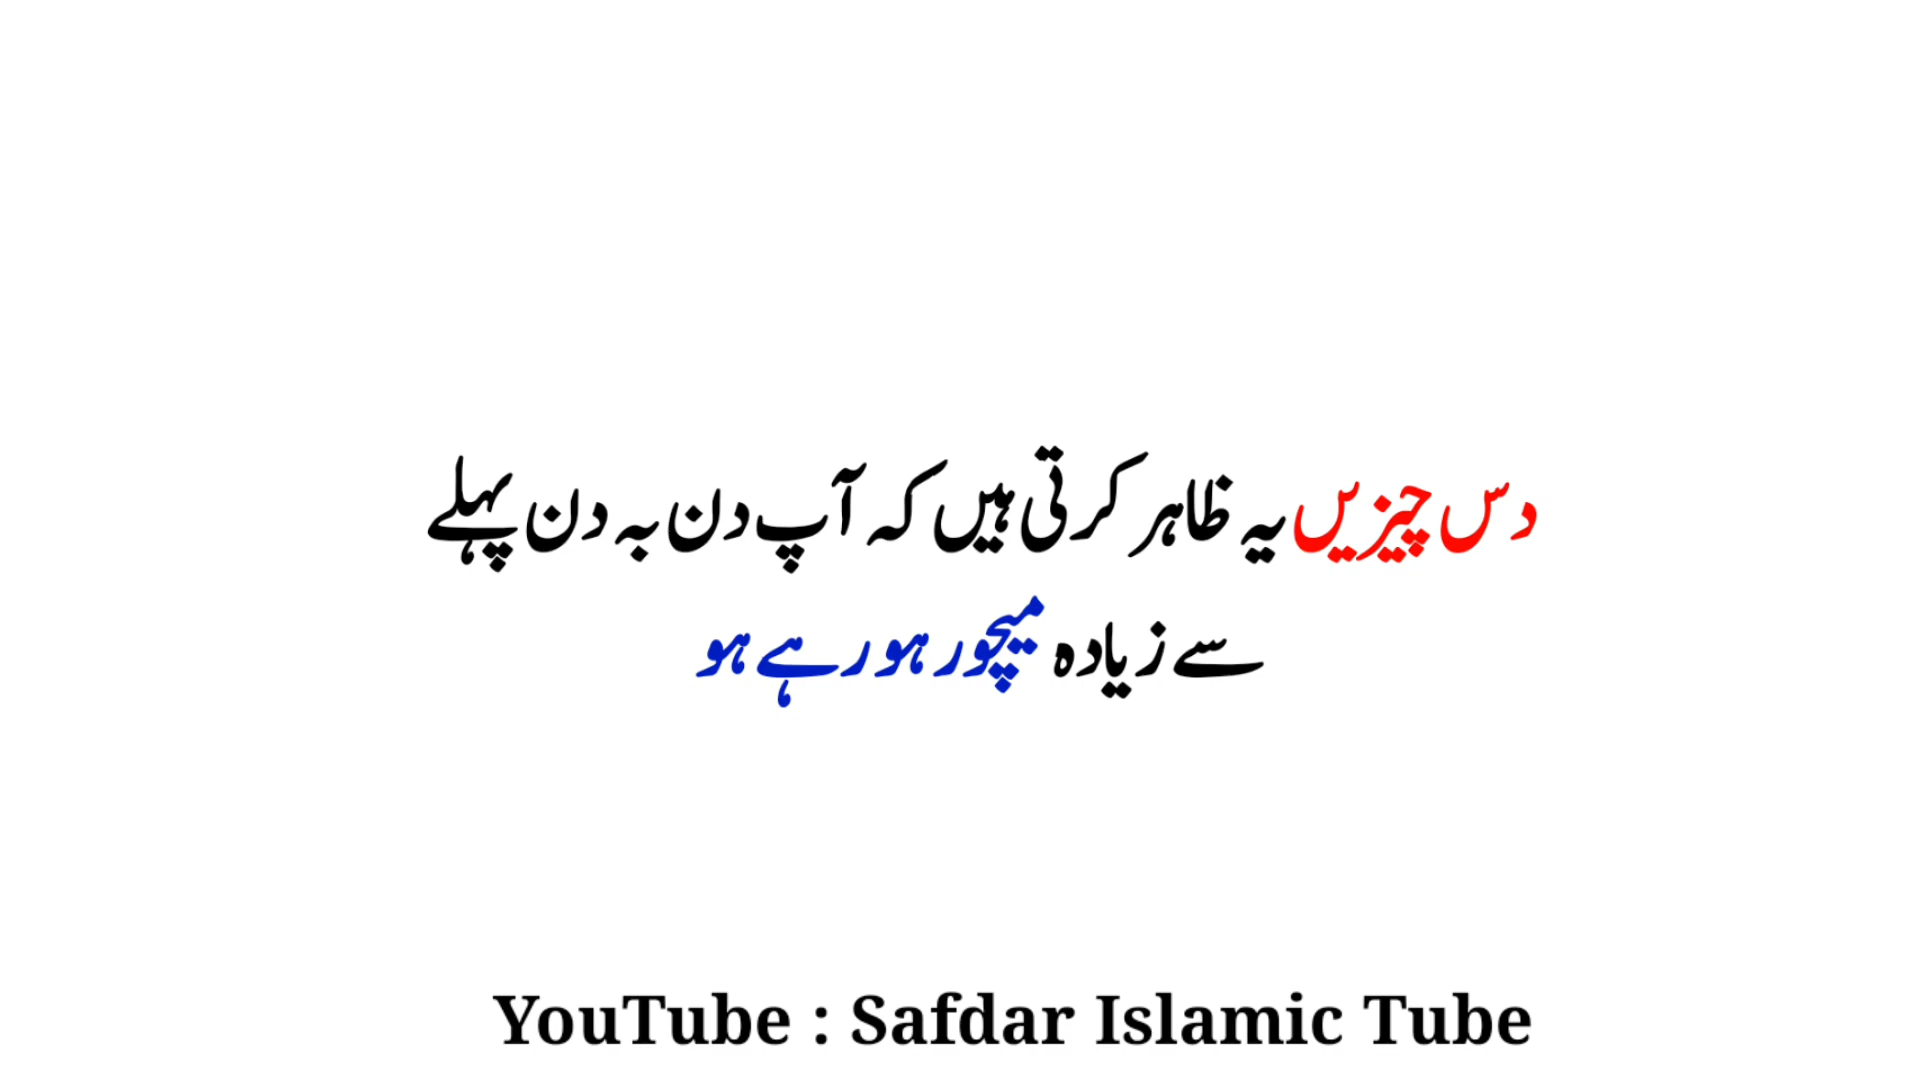 دس چیزیں یہ ظاہر کرتی ہیں کہ آپ دن بہ دن پہلے
سے زیادہ میچور ہو رہے ہو
YouTube : Safdar Islamic Tube